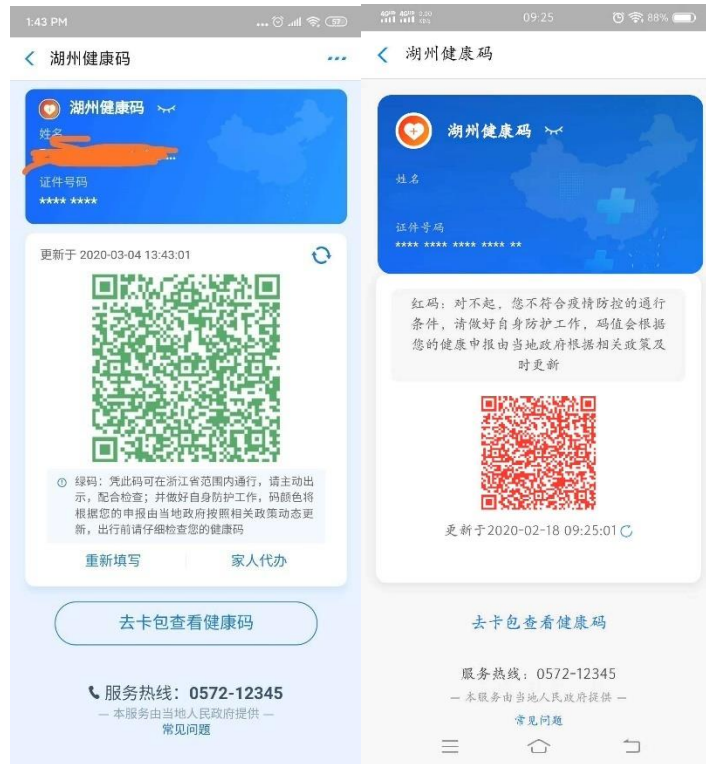 1:43 PM
57
湖州健康码
湖州健康码
姓名
证件号码
**** ****
更新于 2020-03-04 13:43:01
绿码：凭此码可在浙江省范围内通行，请主动出
示，配合检查；并做好自身防护工作，码颜色将
根据您的申报由当地政府按照相关政策动态更
新，出行前请仔细检查您的健康码
重新填写
家人代办
去卡包查看健康码
服务热线：0572-12345
— 本服务由当地人民政府提供 —
常见问题
09:25
88%
湖州健康码
湖州健康码
姓名
证件号码
**** **** **** **** **
红码：对不起，您不符合疫情防控的通行
条件，请做好自身防护工作，码值会根据
您的健康申报由当地政府根据相关政策及
时更新
更新于2020-02-18 09:25:01
去卡包查看健康码
服务热线：0572-12345
— 本服务由当地人民政府提供 —
常见问题